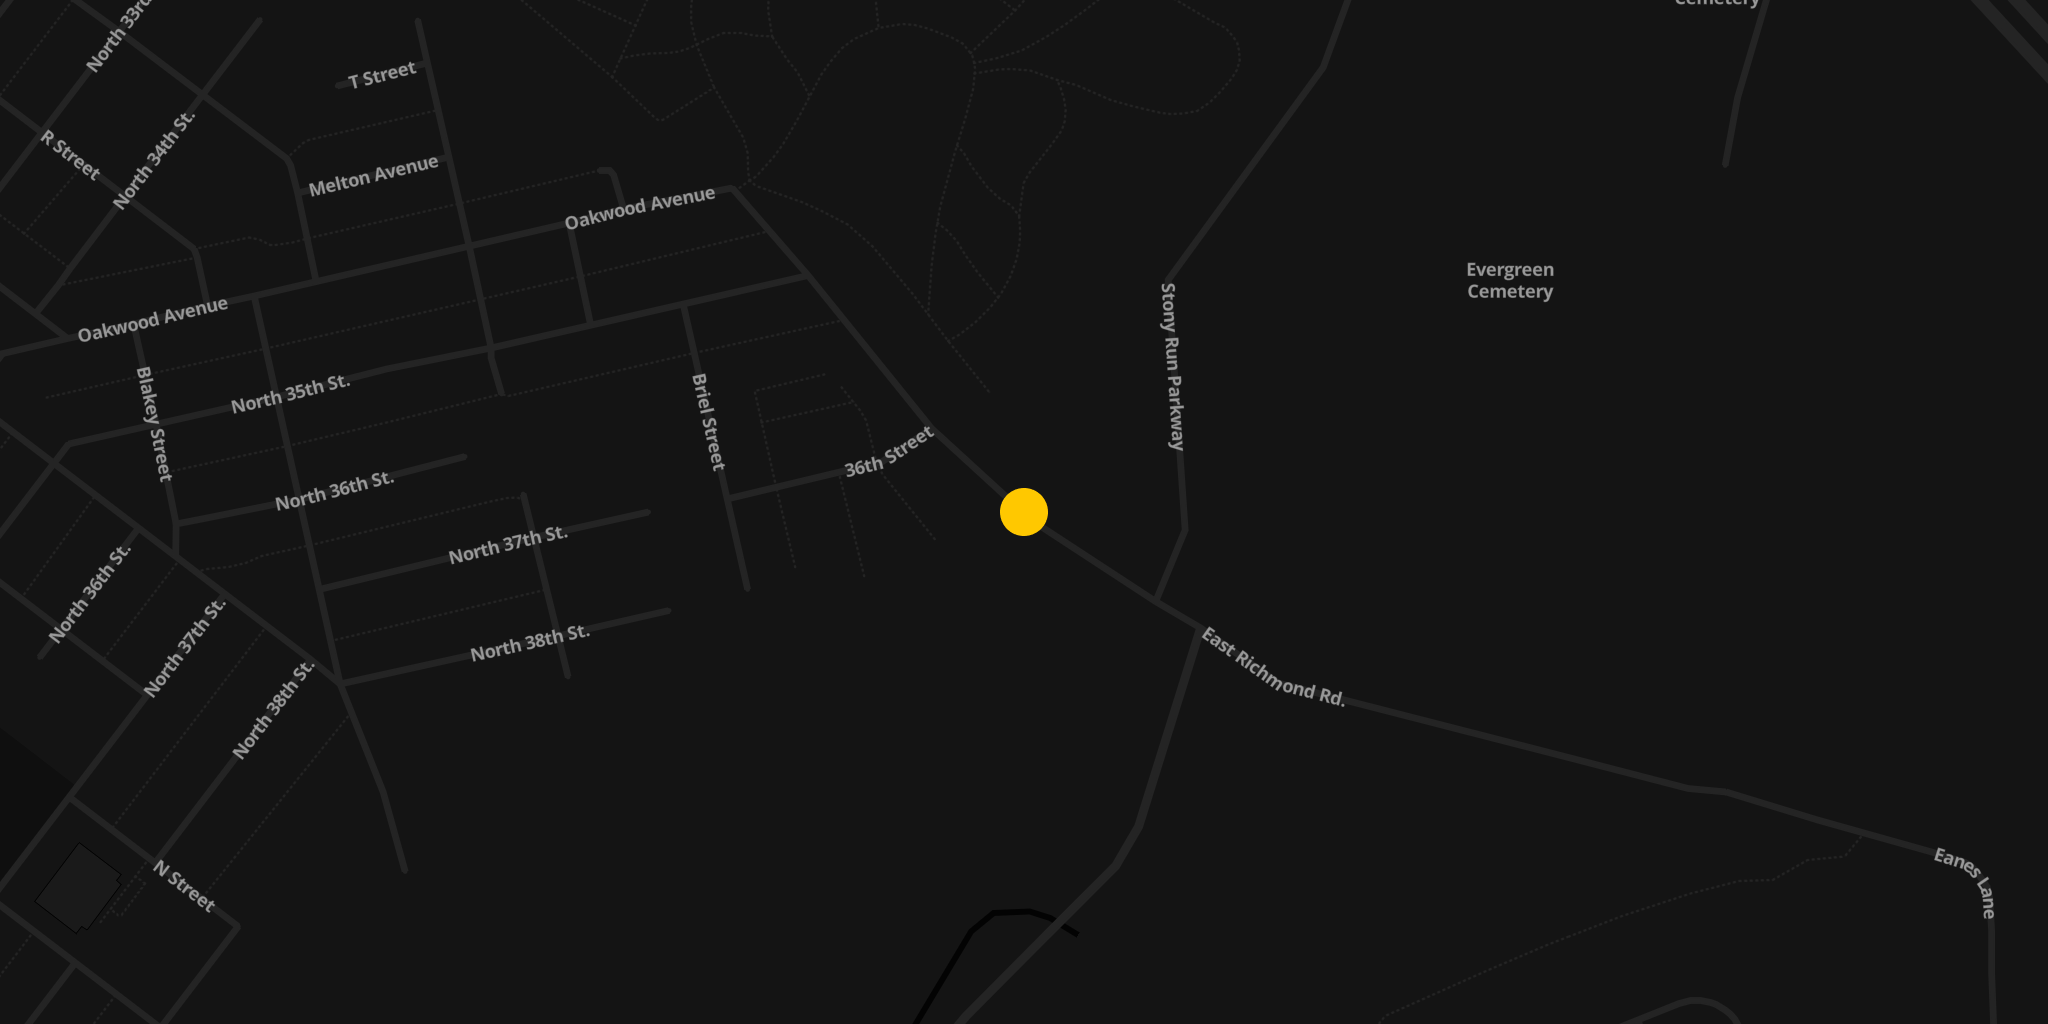 Cemetery
North 33rd
T Street
R Street
North 34th St.
Melton Avenue
Oakwood Avenue
Evergreen
Cemetery
Oakwood Avenue
Stony Run Parkway
Blakey Street
North 35th St.
Briel Street
36th Street
North 36th St.
North 37th St.
North 36th St.
North 37th St.
North 38th St.
North 38th St.
East Richmond Rd.
N Street
Eanes Lane